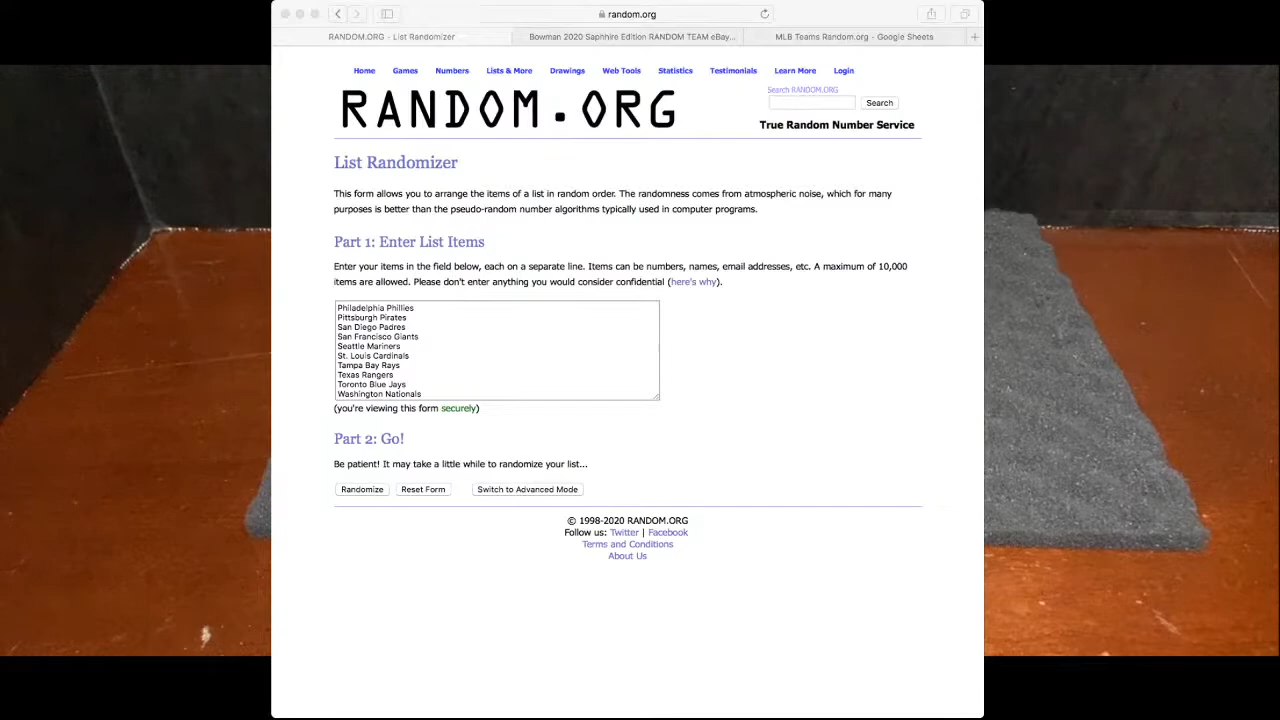 random.org
RANDOM.ORG - List Randomizer
Bowman 2020 Saphhire Edition RANDOM TEAM eBay...
MLB Teams Random.org - Google Sheets
Home Games Numbers Lists & More Drawings Web Tools Statistics Testimonials Learn More Login
Search RANDOM.ORG
RANDOM.ORG
Search
True Random Number Service
List Randomizer
This form allows you to arrange the items of a list in random order. The randomness comes from atmospheric noise, which for many
purposes is better than the pseudo-random number algorithms typically used in computer programs.
Part 1: Enter List Items
Enter your items in the field below, each on a separate line. Items can be numbers, names, email addresses, etc. A maximum of 10,000
items are allowed. Please don't enter anything you would consider confidential (here's why).
Philadelphia Phillies
Pittsburgh Pirates
San Diego Padres
San Francisco Giants
Seattle Mariners
St. Louis Cardinals
Tampa Bay Rays
Texas Rangers
Toronto Blue Jays
Washington Nationals
(you're viewing this form securely)
Part 2: Go!
Be patient! It may take a little while to randomize your list...
Randomize Reset Form Switch to Advanced Mode
© 1998-2020 RANDOM.ORG
Follow us: Twitter | Facebook
Terms and Conditions
About Us